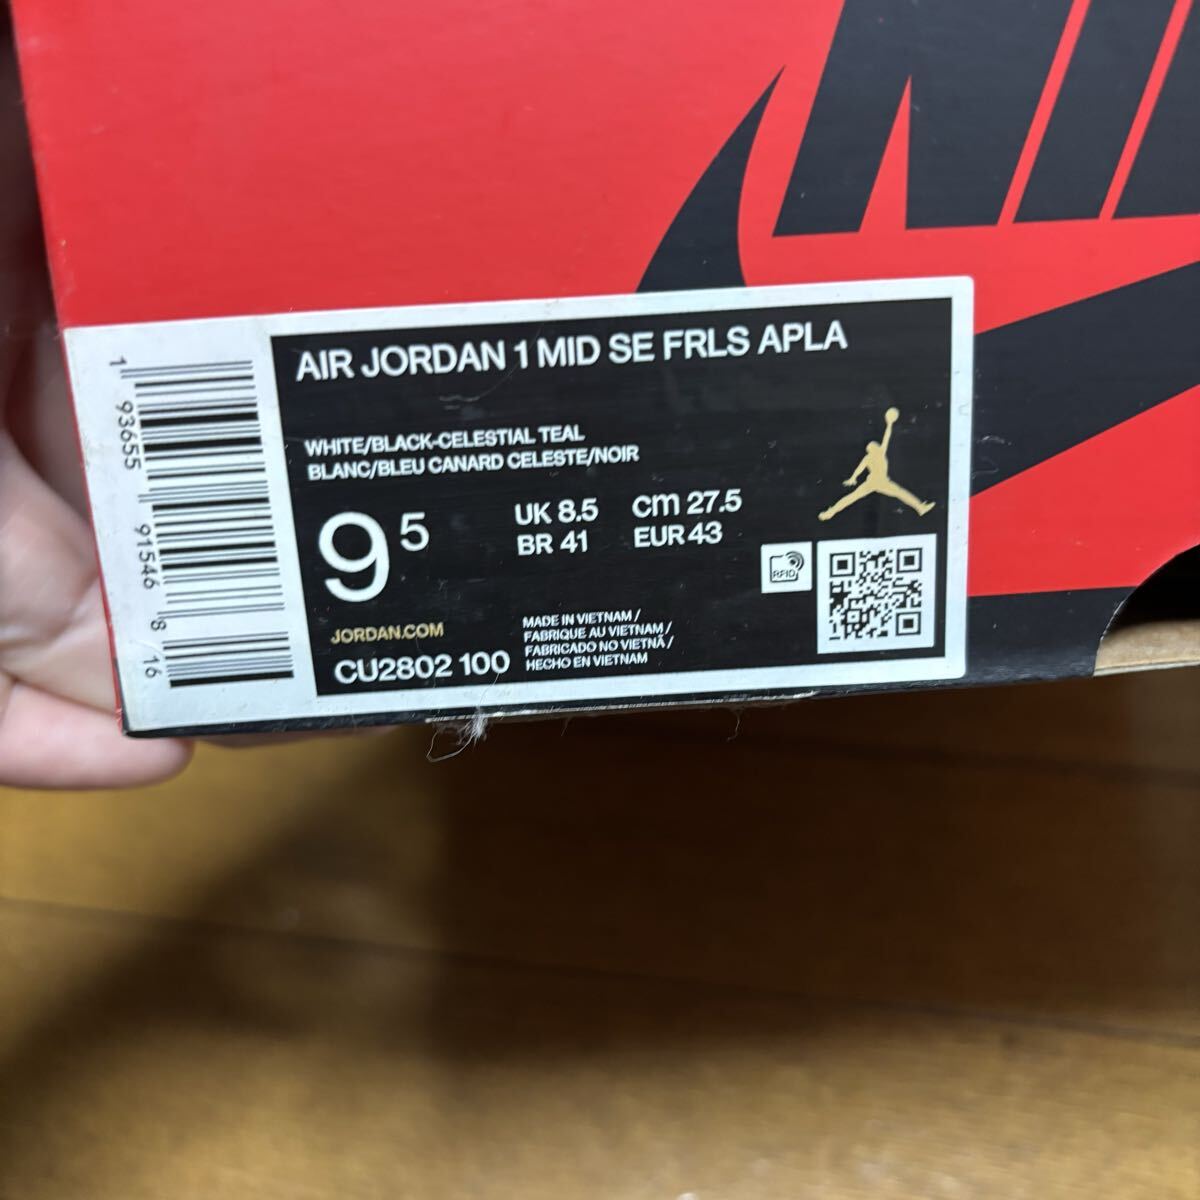 NIK
AIR JORDAN 1 MID SE FRLS APLA
WHITE/BLACK-CELESTIAL TEAL
BLANC/BLEU CANARD CELESTE/NOIR
9 5
UK 8.5 cm 27.5
BR 41 EUR 43
RFID
JORDAN.COM
CU2802 100
MADE IN VIETNAM /
FABRIQUE AU VIETNAM /
FABRICADO NO VIETNÃ /
HECHO EN VIETNAM
1 93655 91546 8 16